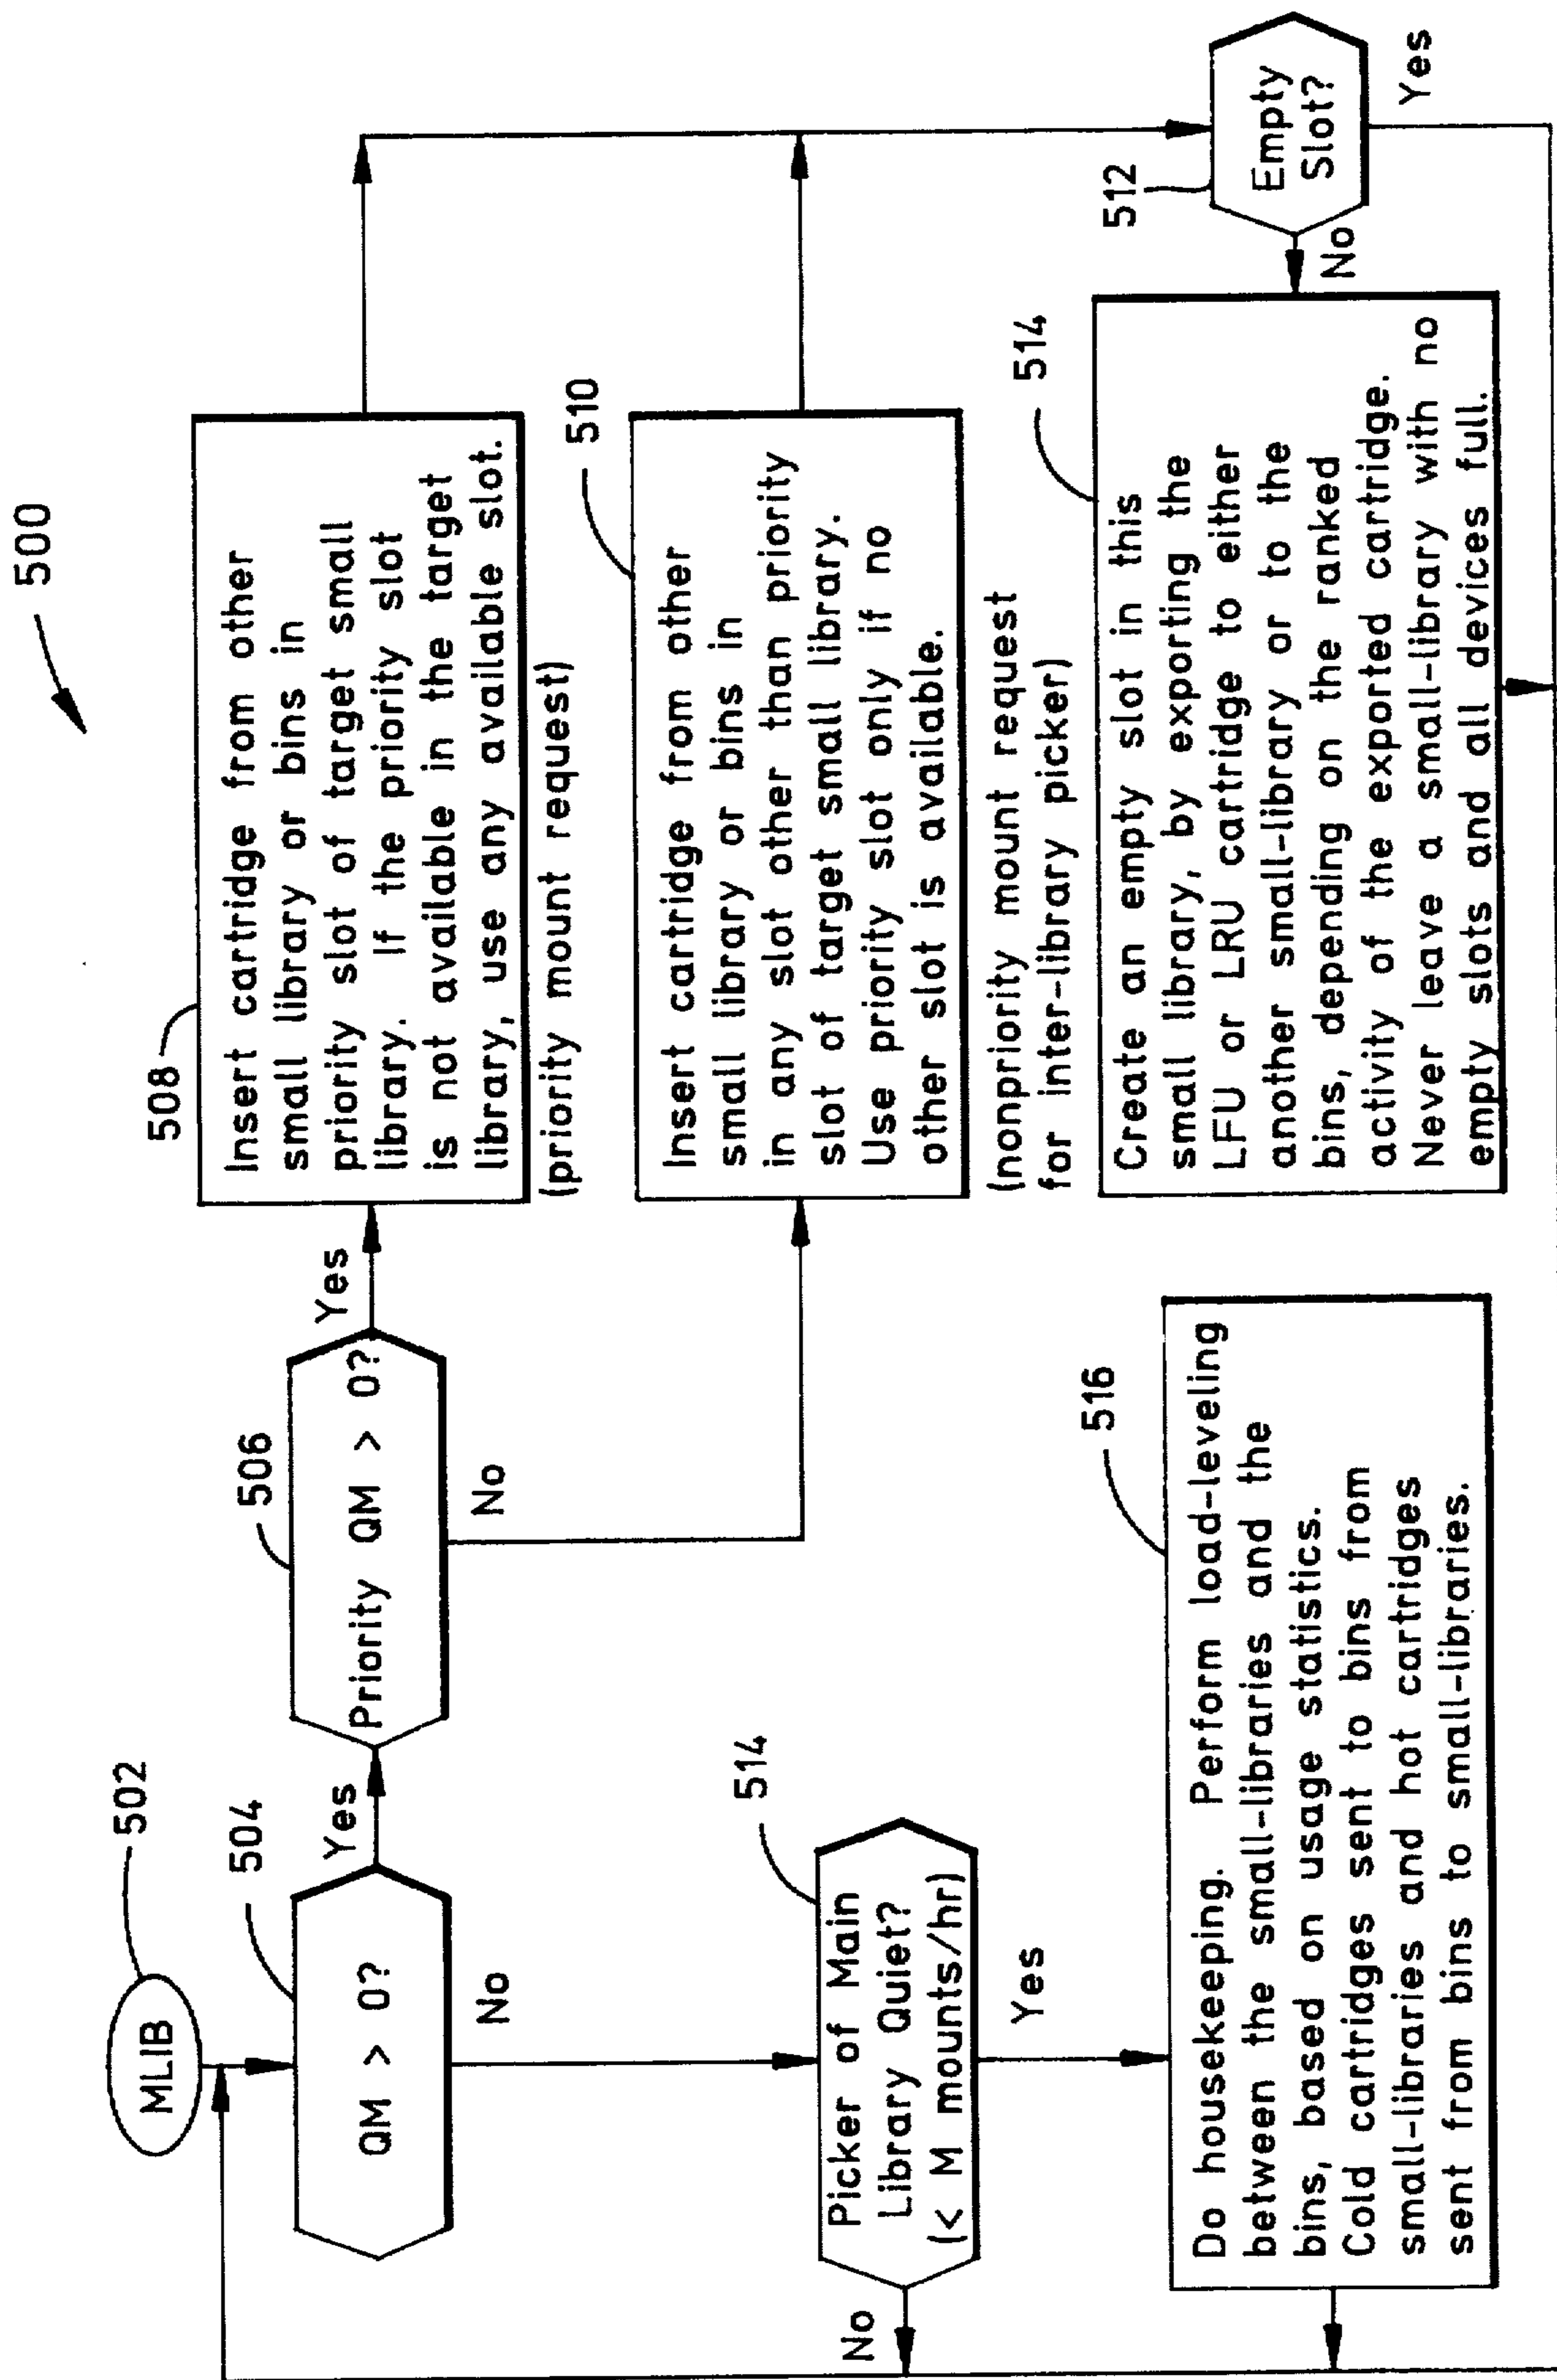 500
MLIB
502
QM > 0?
504
Yes
No
Priority QM > 0?
506
Yes
No
508
Insert cartridge from other
small library or bins in
priority slot of target small
library. If the priority slot
is not available in the target
library, use any available slot.
(priority mount request)
510
Insert cartridge from other
small library or bins in
in any slot other than priority
slot of target small library.
Use priority slot only if no
other slot is available.
(nonpriority mount request
for inter-library picker)
512
Empty
Slot?
No
Yes
514
Create an empty slot in this
small library, by exporting the
LFU or LRU cartridge to either
another small-library or to the
bins, depending on the ranked
activity of the exported cartridge.
Never leave a small-library with no
empty slots and all devices full.
514
Picker of Main
Library Quiet?
(< M mounts/hr)
No
Yes
516
Do housekeeping. Perform load-leveling
between the small-libraries and the
bins, based on usage statistics.
Cold cartridges sent to bins from
small-libraries and hot cartridges
sent from bins to small-libraries.